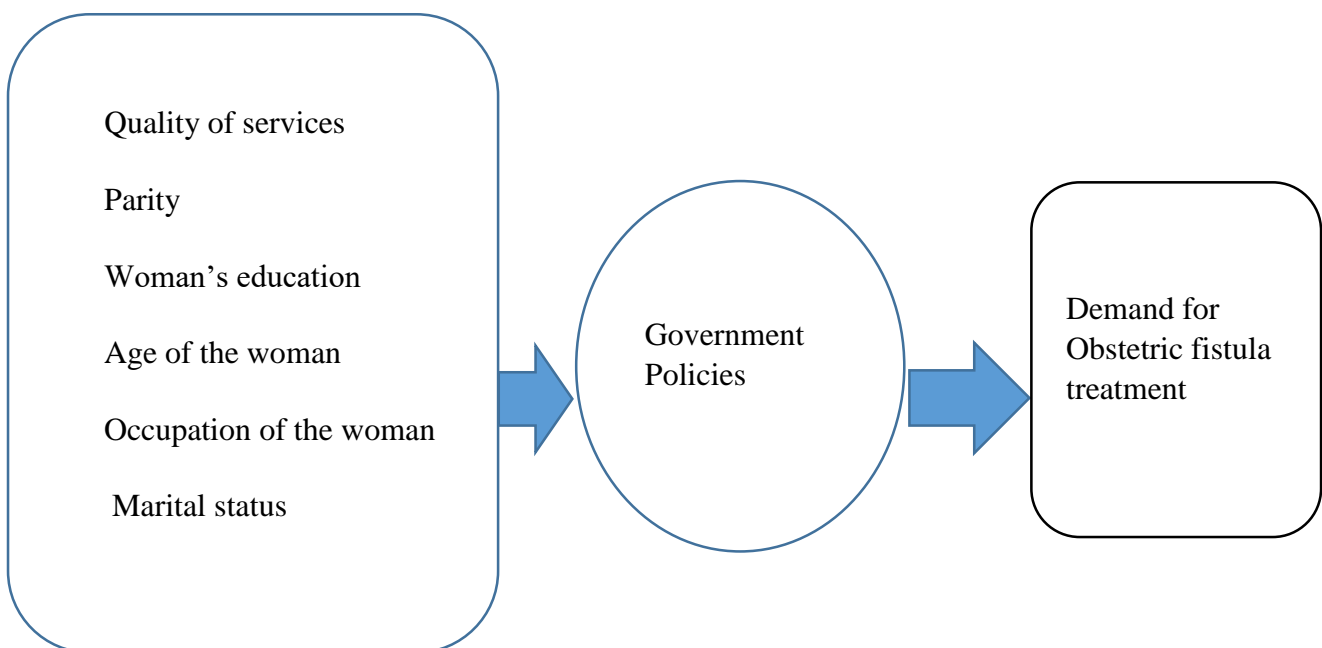 Quality of services
Parity
Woman’s education
Age of the woman
Occupation of the woman
Marital status
Government
Policies
Demand for
Obstetric fistula
treatment